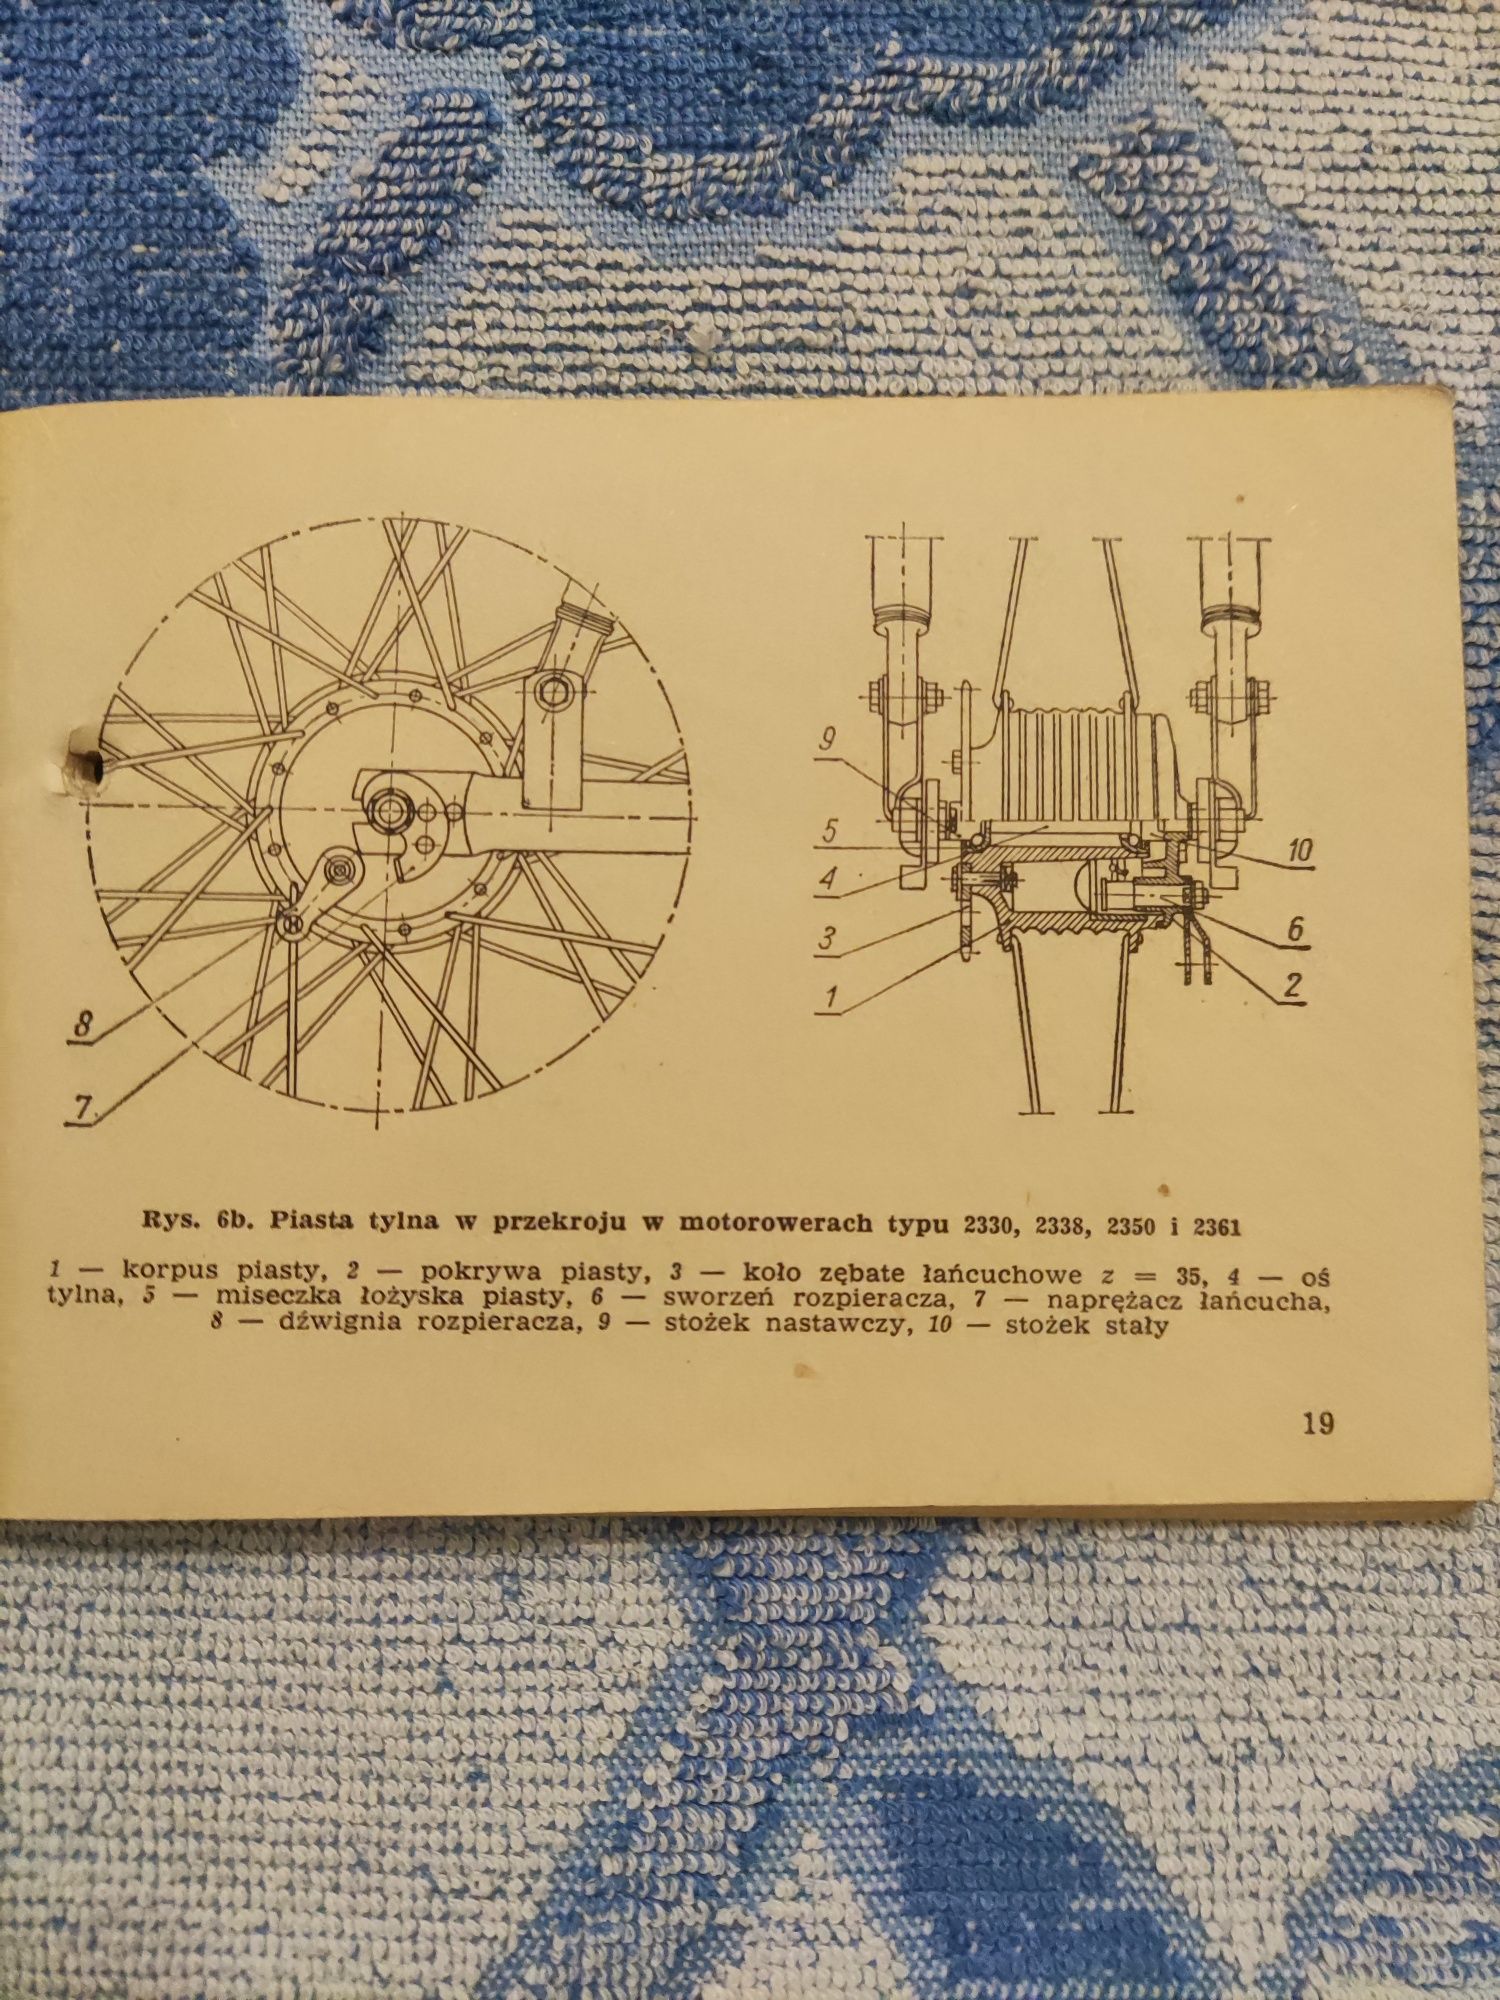 9
5
4
3
1
10
6
2
8
7
Rys. 6b. Piasta tylna w przekroju w motorowerach typu 2330, 2338, 2350 i 2361
1 — korpus piasty, 2 — pokrywa piasty, 3 — koło zębate łańcuchowe z = 35, 4 — oś
tylna, 5 — miseczka łożyska piasty, 6 — sworzeń rozpieracza, 7 — naprężacz łańcucha,
8 — dźwignia rozpieracza, 9 — stożek nastawczy, 10 — stożek stały
19